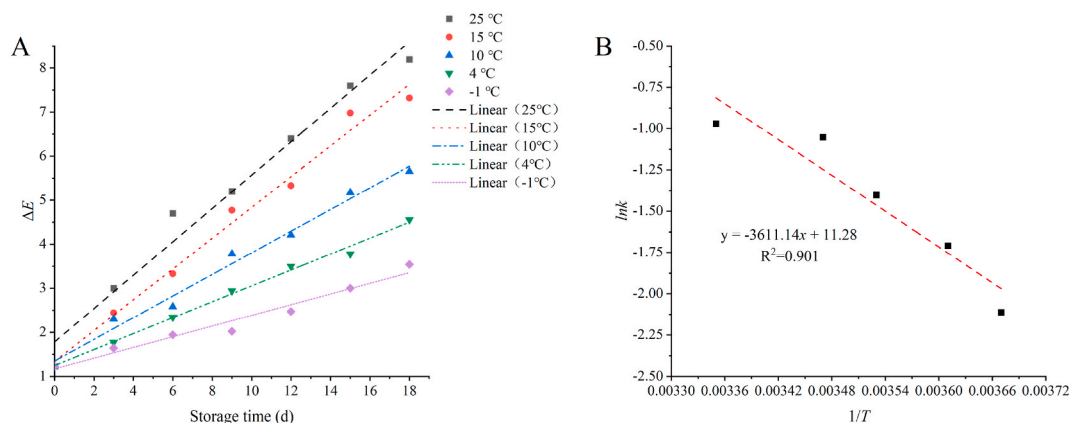 A
25 ℃
15 ℃
10 ℃
4 ℃
-1 ℃
Linear（25℃）
Linear（15℃）
Linear（10℃）
Linear（4℃）
Linear（-1℃）
ΔE
8
7
6
5
4
3
2
1
0 2 4 6 8 10 12 14 16 18
Storage time (d)
B
lnk
-0.50
-0.75
-1.00
-1.25
-1.50
-1.75
-2.00
-2.25
-2.50
y = -3611.14x + 11.28
R²=0.901
0.00330 0.00336 0.00342 0.00348 0.00354 0.00360 0.00366 0.00372
1/T